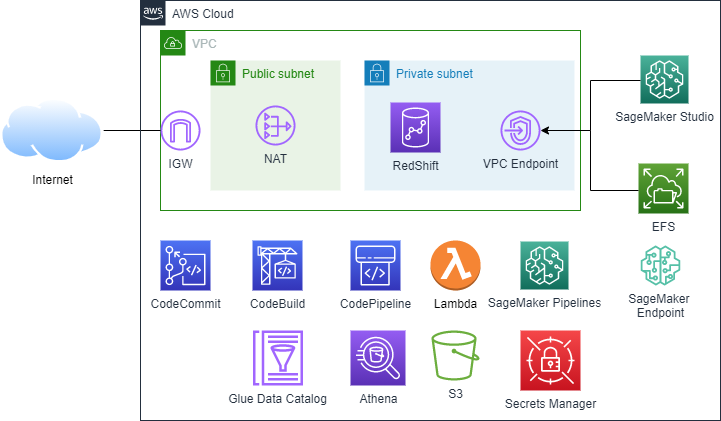 aws AWS Cloud
VPC
Public subnet
Private subnet
SageMaker Studio
Internet
IGW
NAT
RedShift
VPC Endpoint
EFS
CodeCommit
CodeBuild
CodePipeline
Lambda
SageMaker Pipelines
SageMaker
Endpoint
Glue Data Catalog
Athena
S3
Secrets Manager